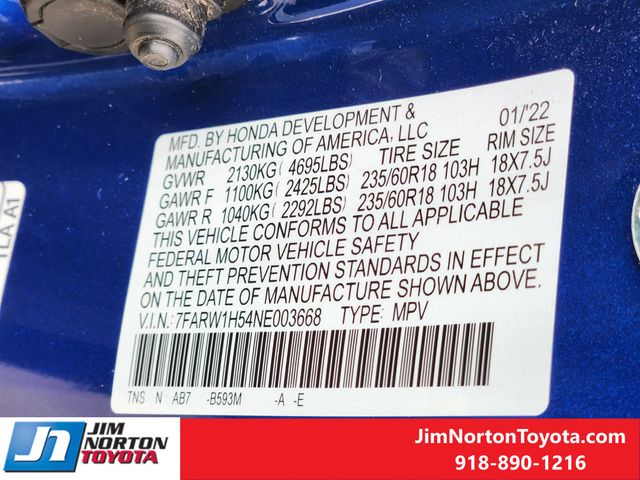 MFD. BY HONDA DEVELOPMENT & 01/'22
MANUFACTURING OF AMERICA, LLC
GVWR 2130KG( 4695LBS) TIRE SIZE RIM SIZE
GAWR F 1100KG( 2425LBS) 235/60R18 103H 18X7.5J
GAWR R 1040KG( 2292LBS) 235/60R18 103H 18X7.5J
THIS VEHICLE CONFORMS TO ALL APPLICABLE
FEDERAL MOTOR VEHICLE SAFETY
AND THEFT PREVENTION STANDARDS IN EFFECT
ON THE DATE OF MANUFACTURE SHOWN ABOVE.
V.I.N.: 7FARW1H54NE003668 TYPE: MPV
TNS N AB7 -B593M -A -E
1LA A1
JIM
NORTON
TOYOTA
JimNortonToyota.com
918-890-1216